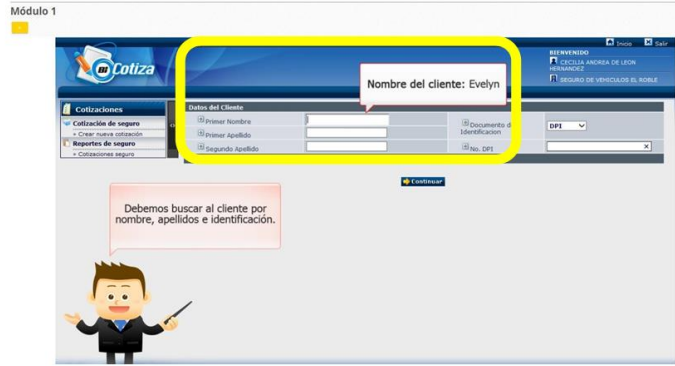 Módulo 1
Inicio
Salir
BIENVENIDO
CECILIA ANDREA DE LEON
HERNANDEZ
SEGURO DE VEHICULOS EL ROBLE
BI Cotiza
Nombre del cliente: Evelyn
Cotizaciones
Cotización de seguro
» Crear nueva cotización
Reportes de seguro
» Cotizaciones seguro
Datos del Cliente
Primer Nombre
Primer Apellido
Segundo Apellido
Documento de
Identificacion
DPI
No. DPI
Continuar
Debemos buscar al cliente por
nombre, apellidos e identificación.